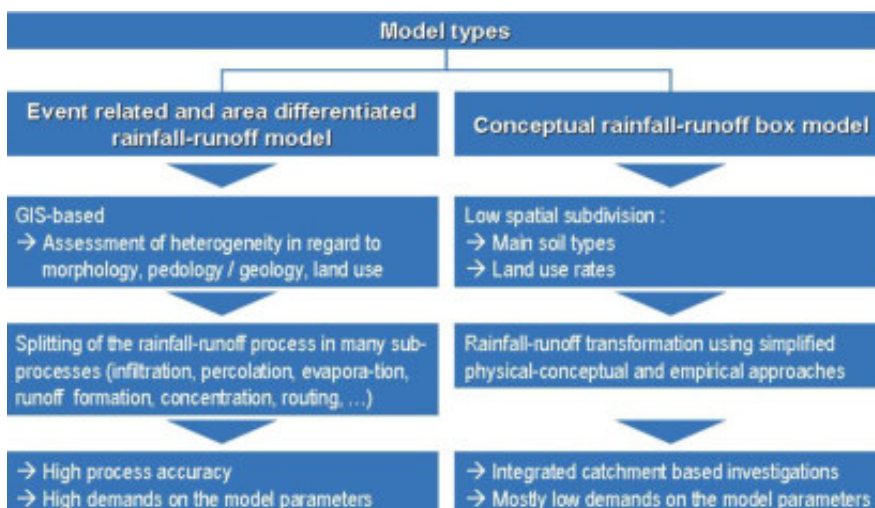 Model types
Event related and area differentiated
rainfall-runoff model
Conceptual rainfall-runoff box model
GIS-based
→ Assessment of heterogeneity in regard to
morphology, pedology / geology, land use
Low spatial subdivision :
→ Main soil types
→ Land use rates
Splitting of the rainfall-runoff process in many sub-
processes (infiltration, percolation, evapora-tion,
runoff formation, concentration, routing, ...)
Rainfall-runoff transformation using simplified
physical-conceptual and empirical approaches
→ High process accuracy
→ High demands on the model parameters
→ Integrated catchment based investigations
→ Mostly low demands on the model parameters